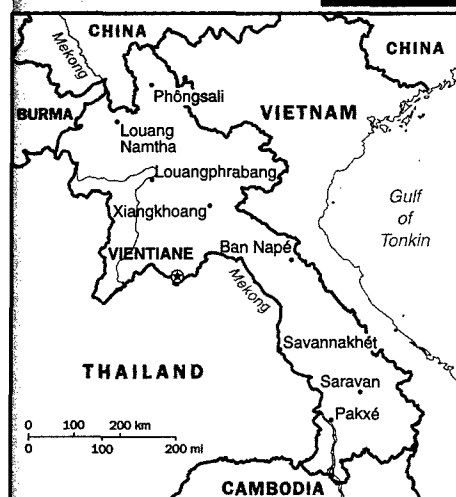 CHINA
CHINA
Mekong
Phôngsali
BURMA
VIETNAM
Louang
Namtha
Louangphrabang
Gulf
of
Tonkin
Xiangkhoang
VIENTIANE
Ban Napé
Mekong
Savannakhét
THAILAND
Saravan
Pakxé
0 100 200 km
0 100 200 mi
CAMBODIA